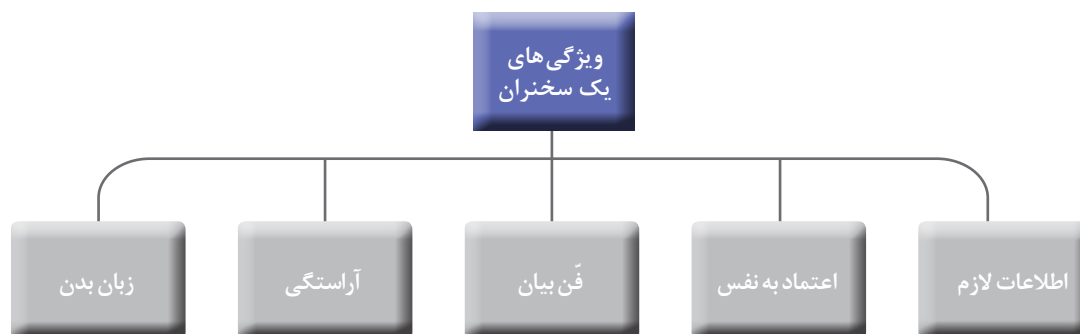 ویژگی‌های
یک سخنران
اطلاعات لازم
اعتماد به نفس
فّن بیان
آراستگی
زبان بدن